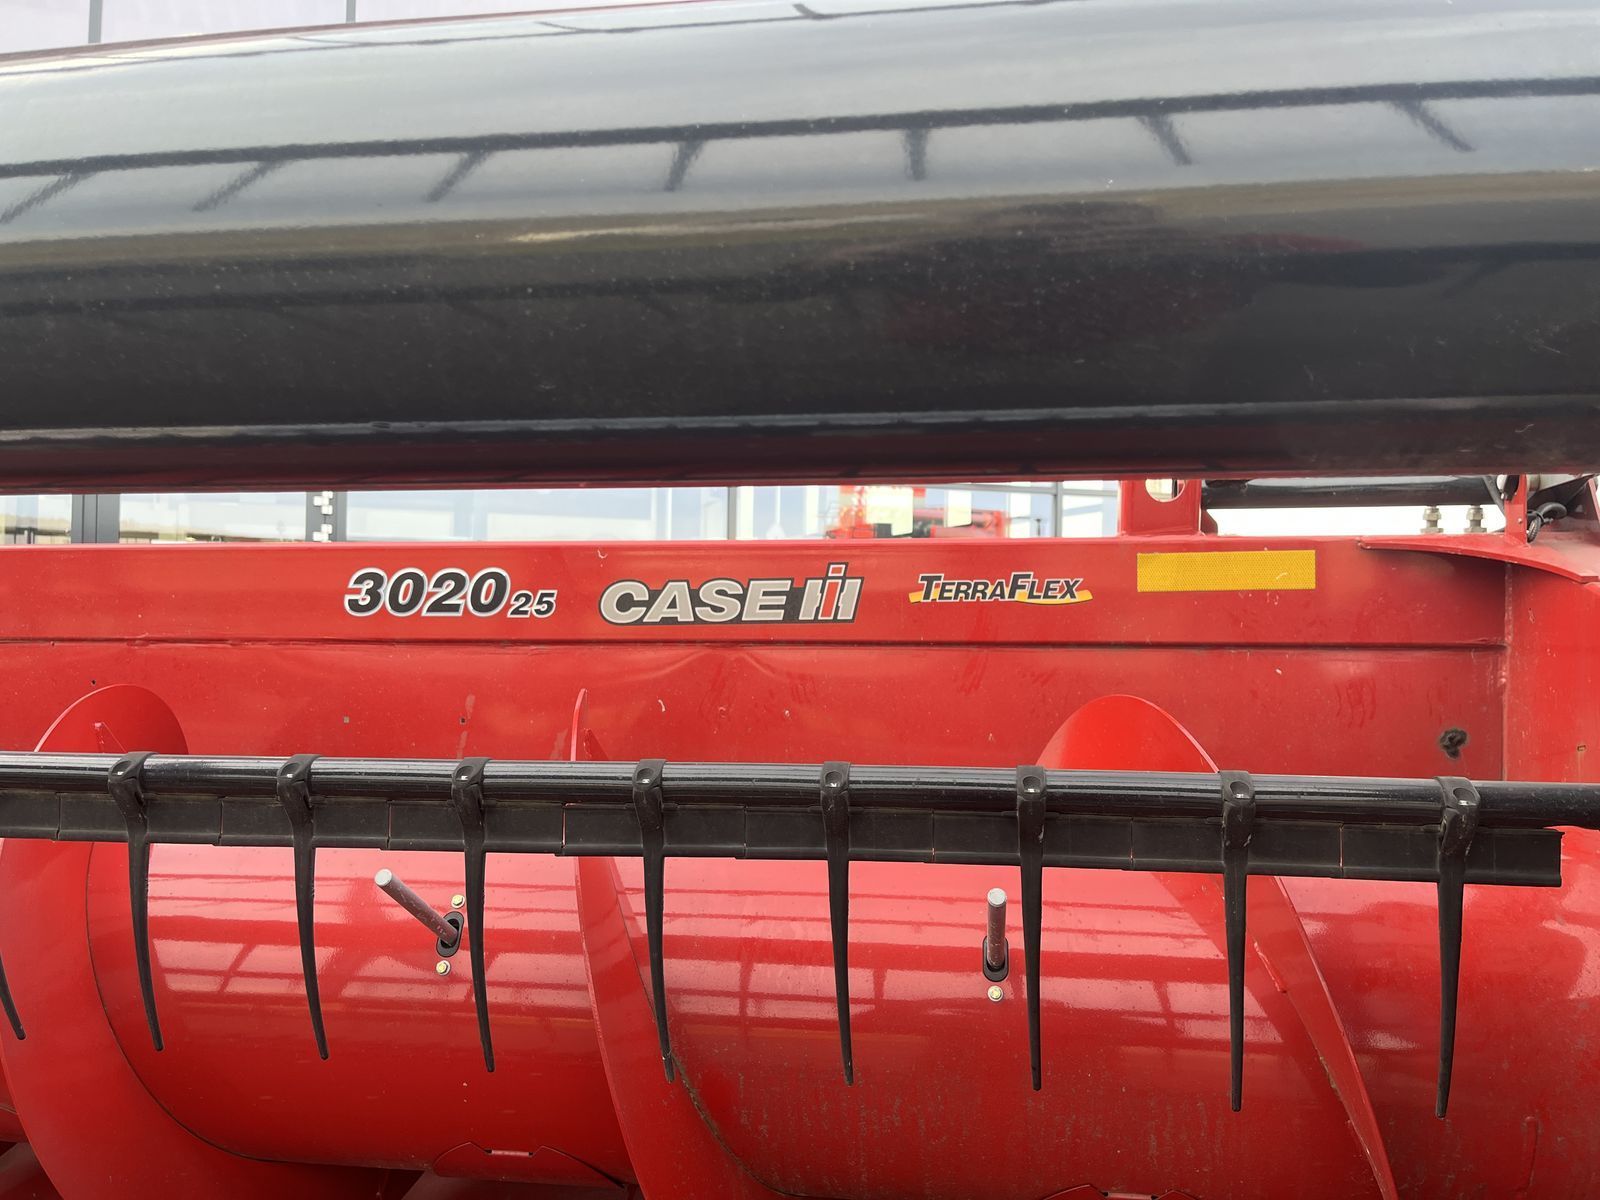 3020 25 CASE IH TERRAFLEX